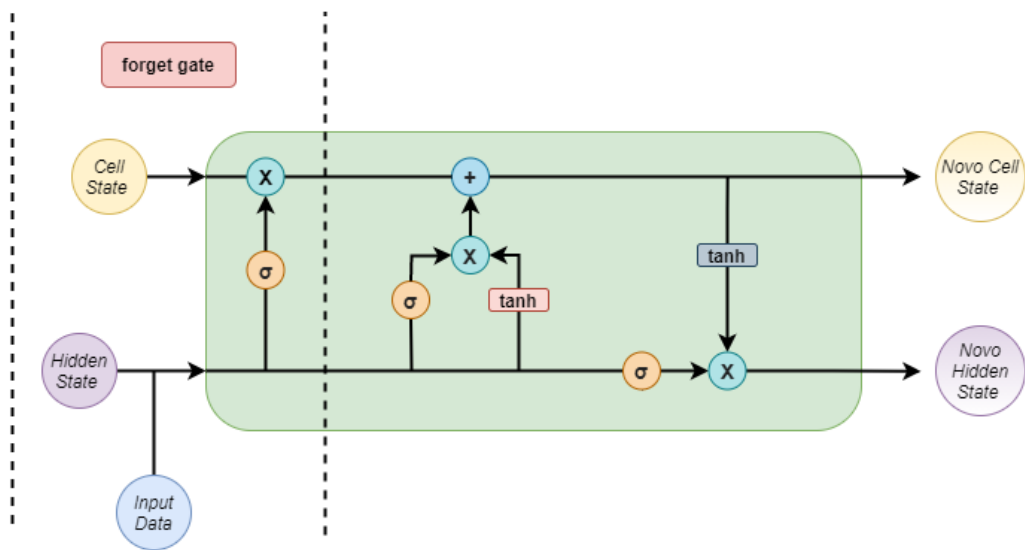 forget gate
Cell
State
X
+
Novo Cell
State
σ
X
σ
tanh
tanh
Hidden
State
σ
X
Novo
Hidden
State
Input
Data